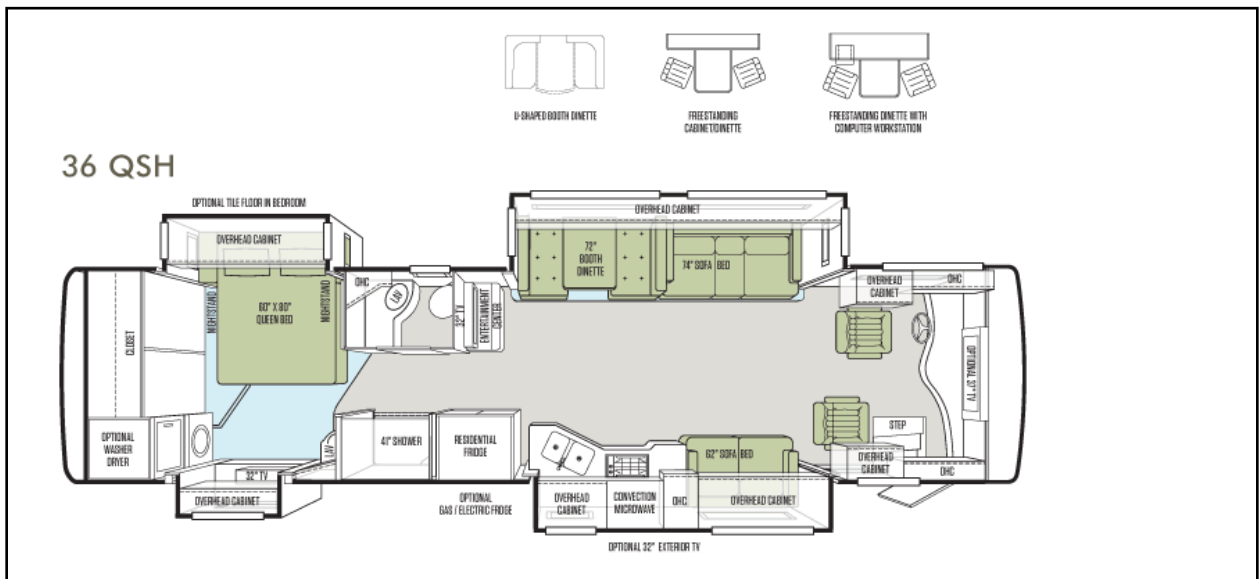 U-SHAPED BOOTH DINETTE
FREESTANDING
CABINET/DINETTE
FREESTANDING DINETTE WITH
COMPUTER WORKSTATION
36 QSH
OPTIONAL TILE FLOOR IN BEDROOM
OVERHEAD CABINET
OVERHEAD CABINET
72"
BOOTH
DINETTE
74" SOFA BED
CLOSET
NIGHTSTAND
60" X 80"
QUEEN BED
NIGHTSTAND
OHC
LAV
32" TV
ENTERTAINMENT
CENTER
OVERHEAD
CABINET
OHC
OPTIONAL 37" TV
OPTIONAL
WASHER
DRYER
LAV
41" SHOWER
RESIDENTIAL
FRIDGE
62" SOFA BED
STEP
OVERHEAD
CABINET
OHC
32" TV
OVERHEAD CABINET
OPTIONAL
GAS / ELECTRIC FRIDGE
OVERHEAD
CABINET
CONVECTION
MICROWAVE
OHC
OVERHEAD CABINET
OPTIONAL 32" EXTERIOR TV